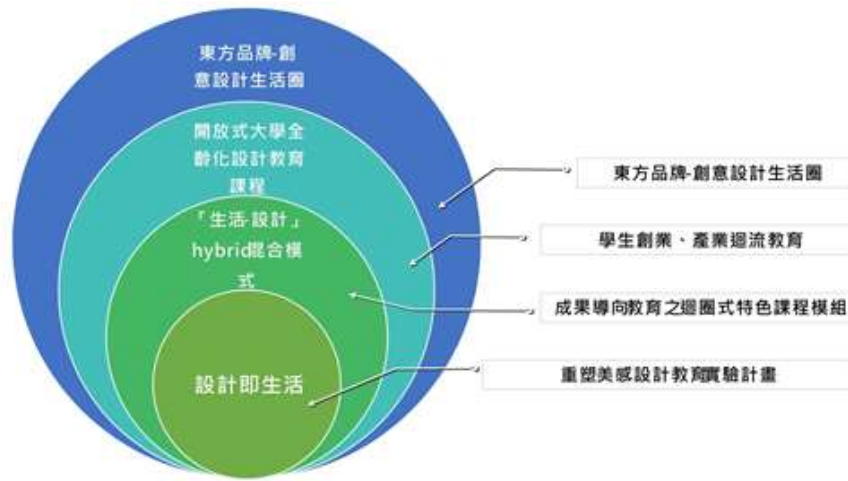 東方品牌-創
意設計生活圈
開放式大學全
齡化設計教育
課程
「生活-設計」
hybrid混合模
式
設計即生活
東方品牌-創意設計生活圈
學生創業、產業迴流教育
成果導向教育之迴圈式特色課程模組
重塑美感設計教育實驗計畫